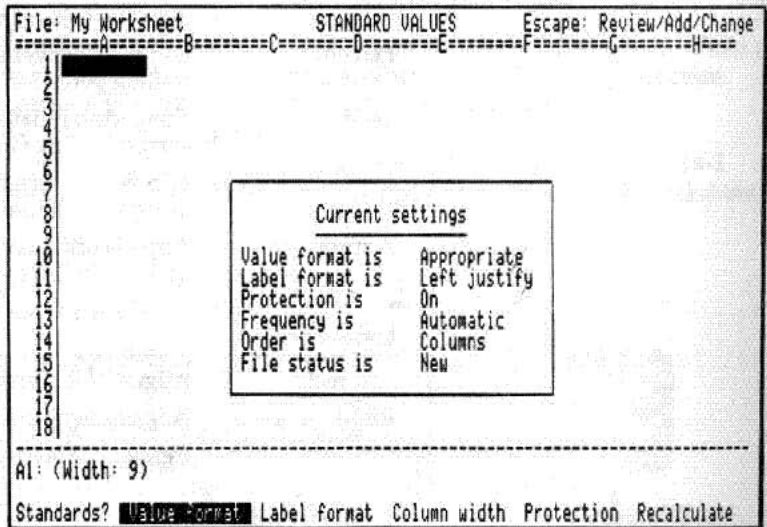 File: My Worksheet STANDARD VALUES Escape: Review/Add/Change
=========A========B========C========D========E========F========G========H====
1
2
3
4
5
6
7
8 Current settings
9
10 Value format is Appropriate
11 Label format is Left justify
12 Protection is On
13 Frequency is Automatic
14 Order is Columns
15 File status is New
16
17
18
A1: (Width: 9)
Standards? Value format Label format Column width Protection Recalculate